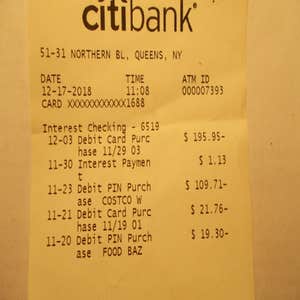 citibank
51-31 NORTHERN BL, QUEENS, NY
DATE TIME ATM ID
12-17-2018 11:08 000007393
CARD XXXXXXXXXXXX1688
Interest Checking - 6519
12-03 Debit Card Purc $ 195.95-
hase 11/29 03
11-30 Interest Paymen $ 1.13
t
11-23 Debit PIN Purch $ 109.71-
ase COSTCO W
11-21 Debit Card Purc $ 21.76-
hase 11/19 01
11-20 Debit PIN Purch $ 19.30-
ase FOOD BAZ